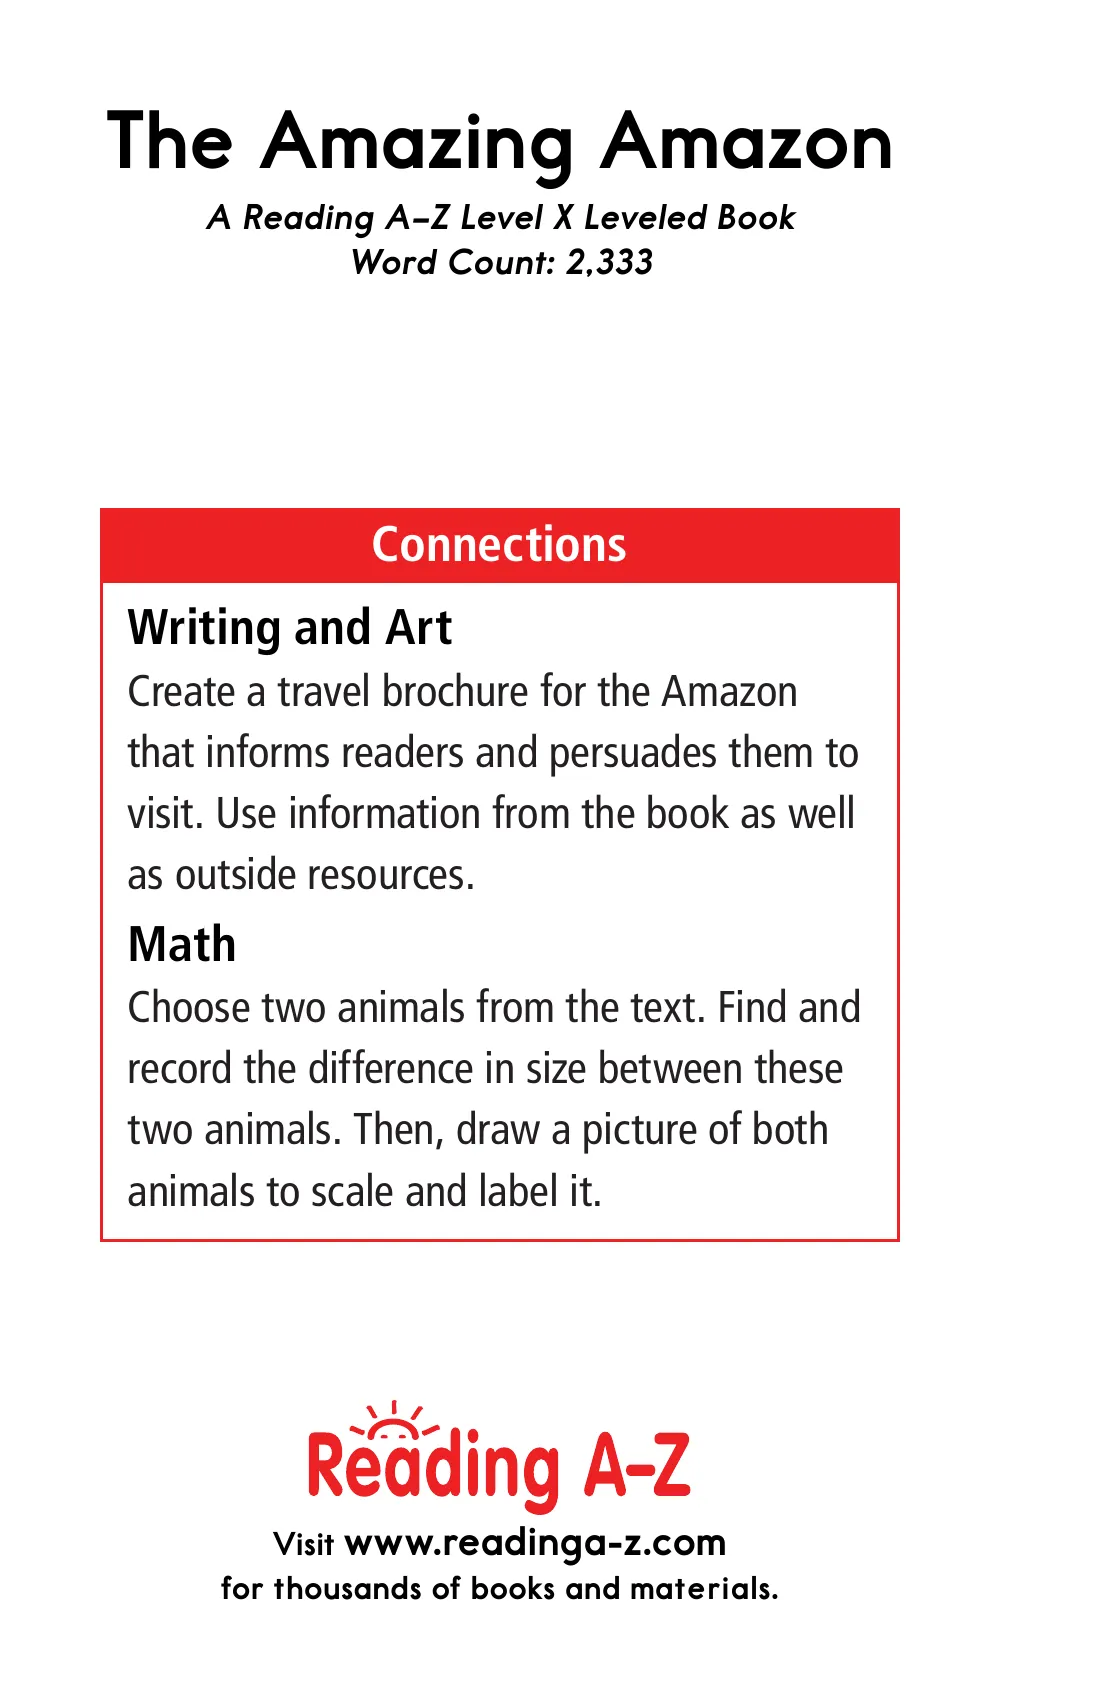 The Amazing Amazon
A Reading A–Z Level X Leveled Book
Word Count: 2,333
Connections
Writing and Art
Create a travel brochure for the Amazon
that informs readers and persuades them to
visit. Use information from the book as well
as outside resources.
Math
Choose two animals from the text. Find and
record the difference in size between these
two animals. Then, draw a picture of both
animals to scale and label it.
Reading A–Z
Visit www.readinga-z.com
for thousands of books and materials.